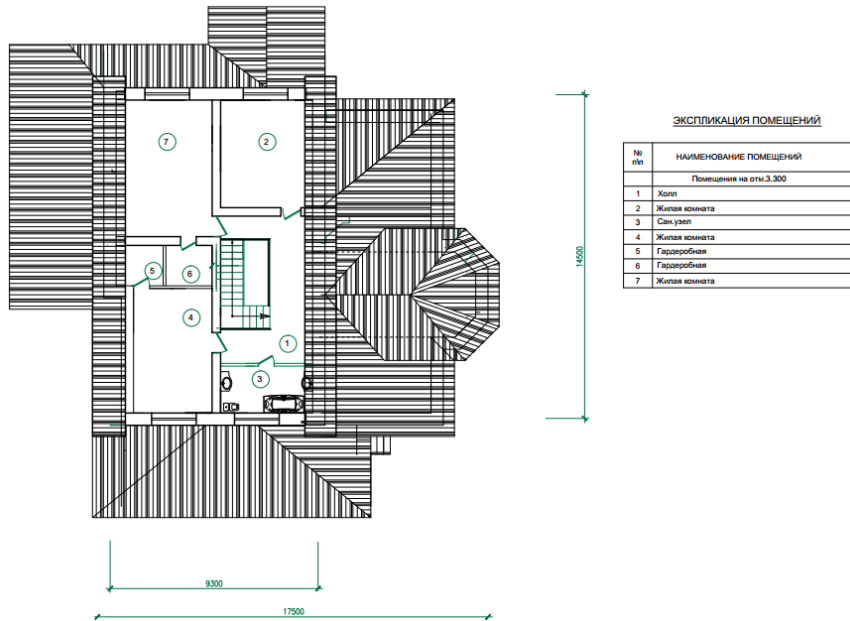 7
2
5
6
4
1
3
14500
9300
17500
ЭКСПЛИКАЦИЯ ПОМЕЩЕНИЙ
№ п\п НАИМЕНОВАНИЕ ПОМЕЩЕНИЙ
Помещения на отм.3.300
1 Холл
2 Жилая комната
3 Сан.узел
4 Жилая комната
5 Гардеробная
6 Гардеробная
7 Жилая комната